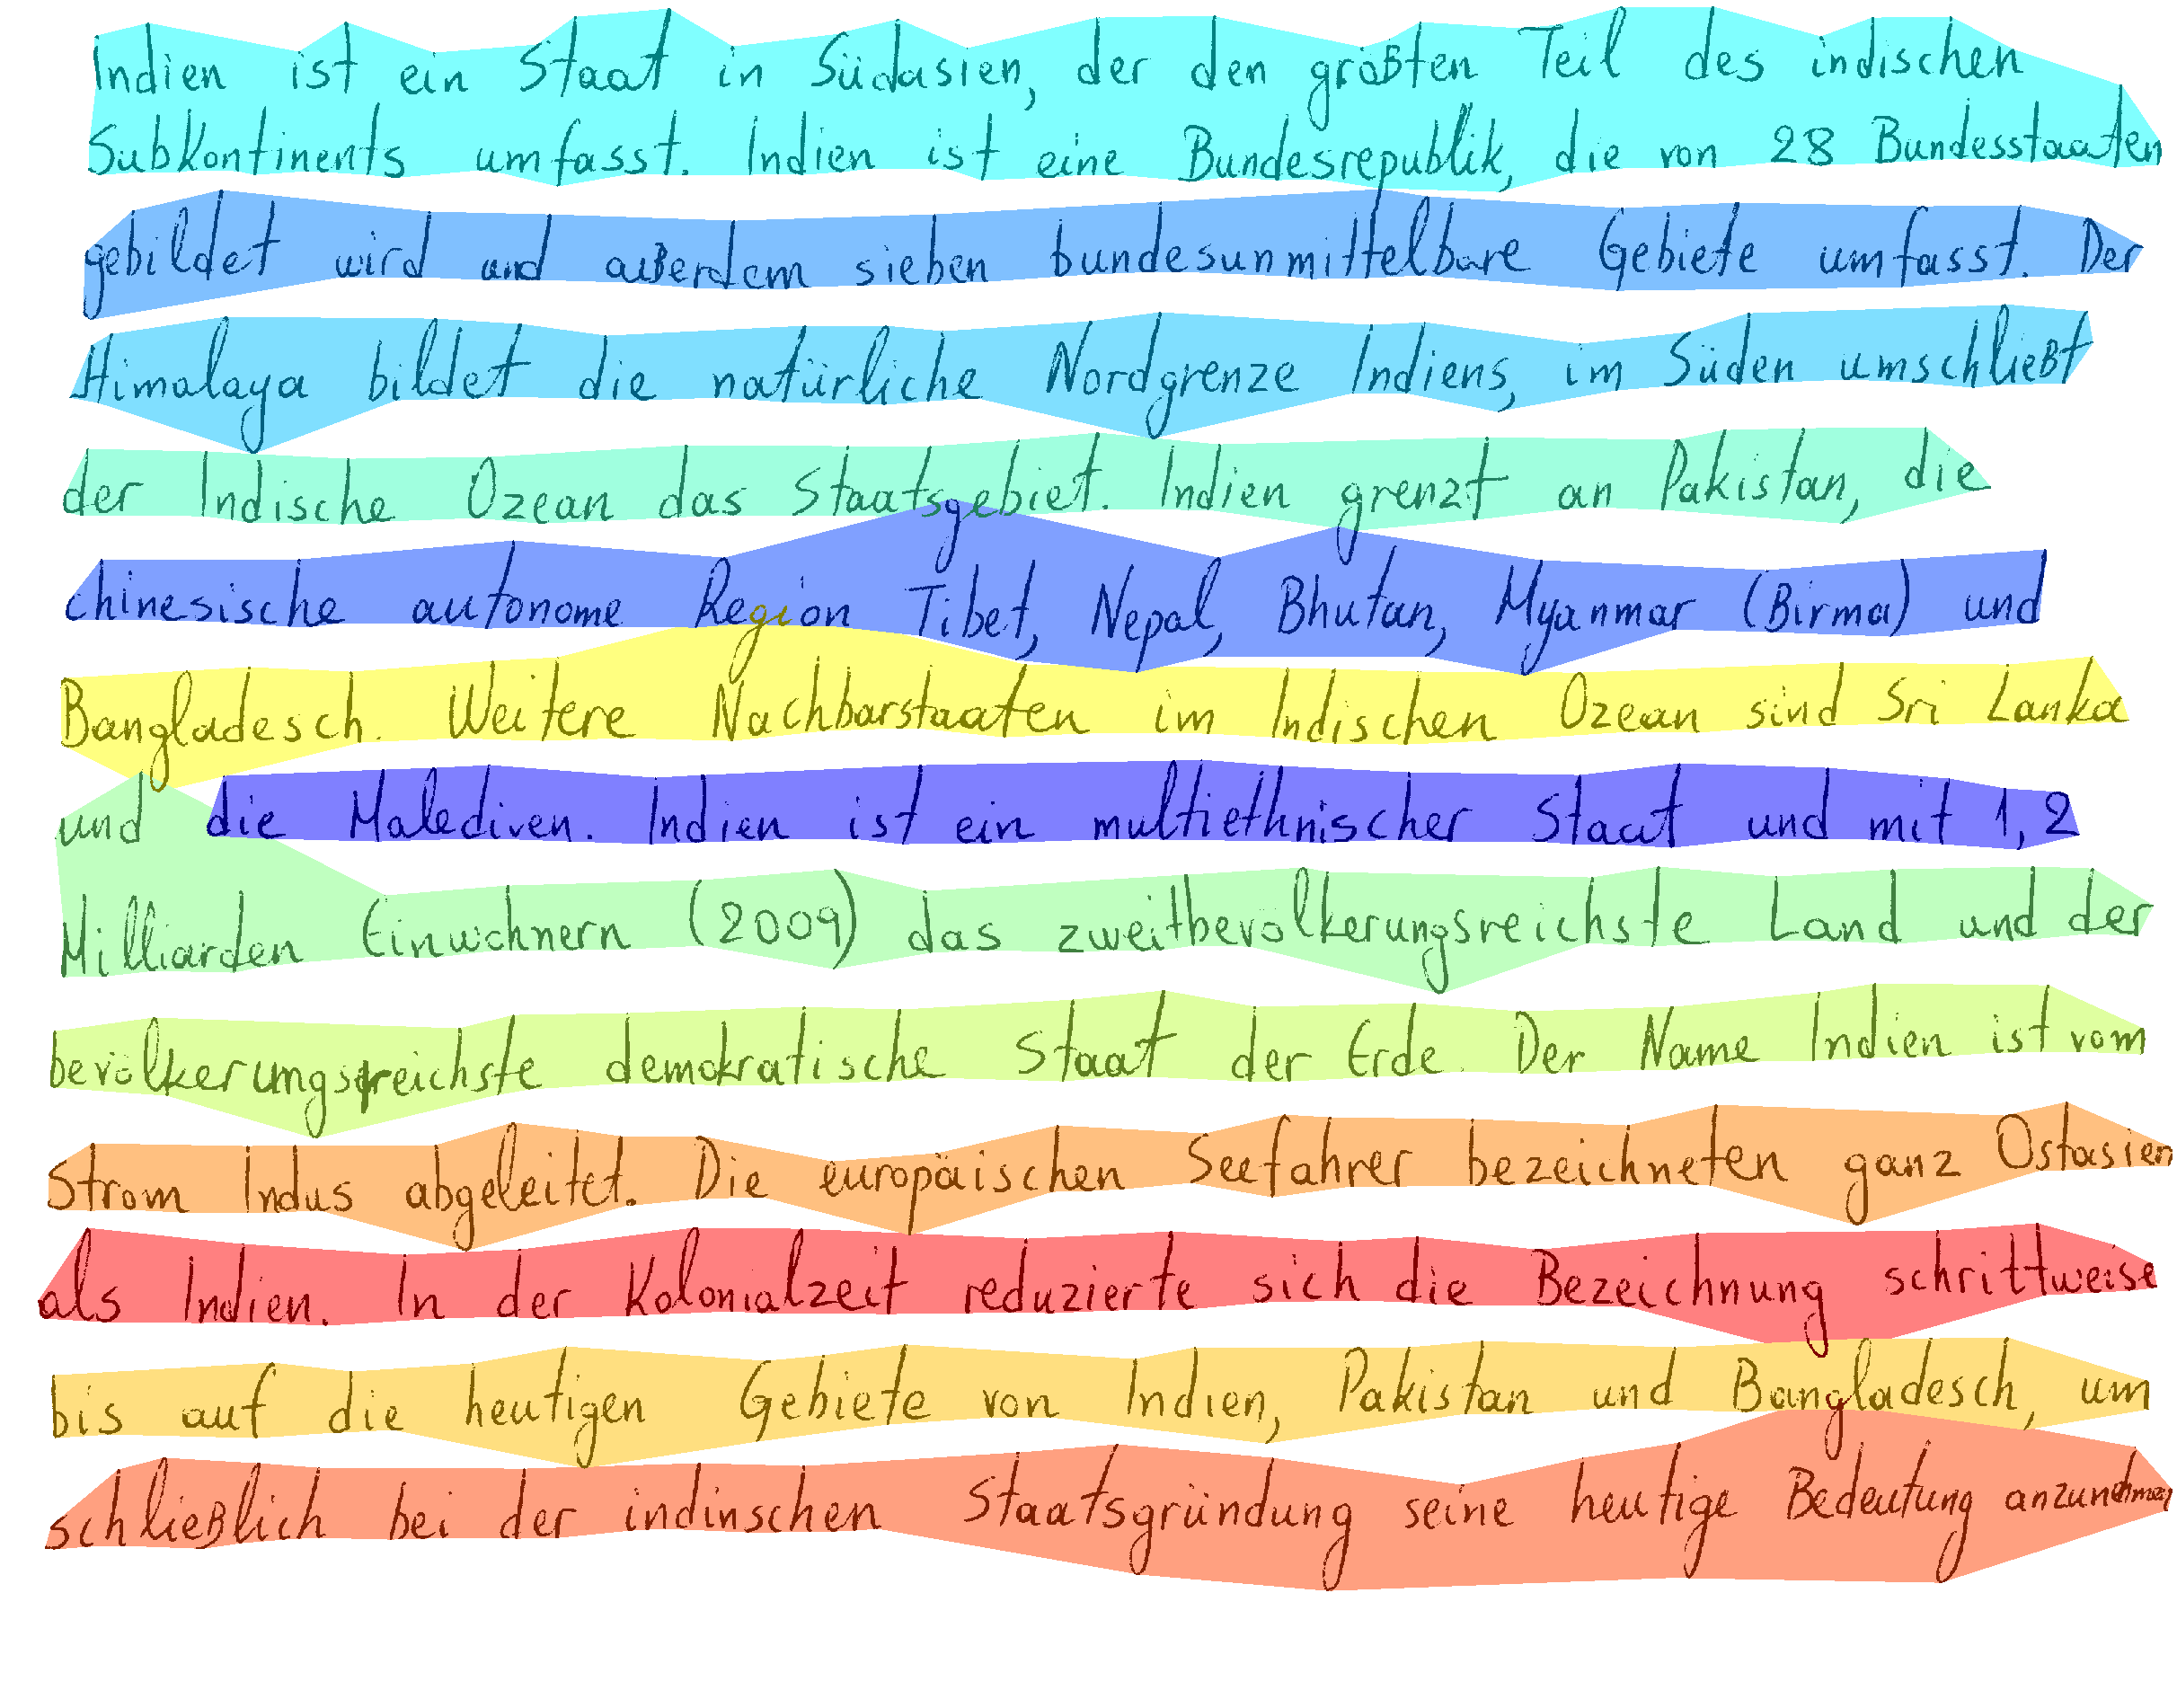 Indien ist ein Staat in Südasien, der den größten Teil des indischen
Subkontinents umfasst. Indien ist eine Bundesrepublik, die von 28 Bundesstaaten
gebildet wird und außerdem sieben bundesunmittelbare Gebiete umfasst. Der
Himalaya bildet die natürliche Nordgrenze Indiens, im Süden umschließt
der Indische Ozean das Staatsgebiet. Indien grenzt an Pakistan, die
chinesische autonome Region Tibet, Nepal, Bhutan, Myanmar (Birma) und
Bangladesch. Weitere Nachbarstaaten im Indischen Ozean sind Sri Lanka
und die Malediven. Indien ist ein multiethnischer Staat und mit 1,2
Milliarden Einwohnern (2009) das zweitbevölkerungsreichste Land und der
bevölkerungsreichste demokratische Staat der Erde. Der Name Indien ist vom
Strom Indus abgeleitet. Die europäischen Seefahrer bezeichneten ganz Ostasien
als Indien. In der Kolonialzeit reduzierte sich die Bezeichnung schrittweise
bis auf die heutigen Gebiete von Indien, Pakistan und Bangladesch, um
schließlich bei der indinschen Staatsgründung seine heutige Bedeutung anzunehmen